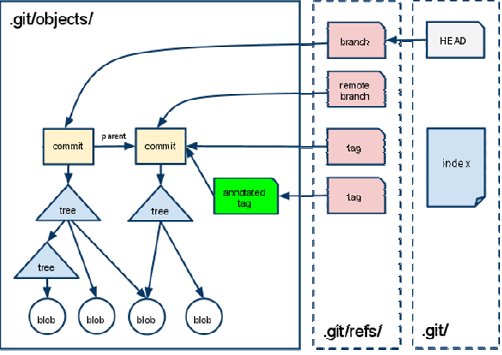 .git/objects/
branch
HEAD
remote
branch
commit
parent
commit
tag
tree
tree
annotated
tag
tag
index
tree
blob
blob
blob
blob
.git/refs/
.git/